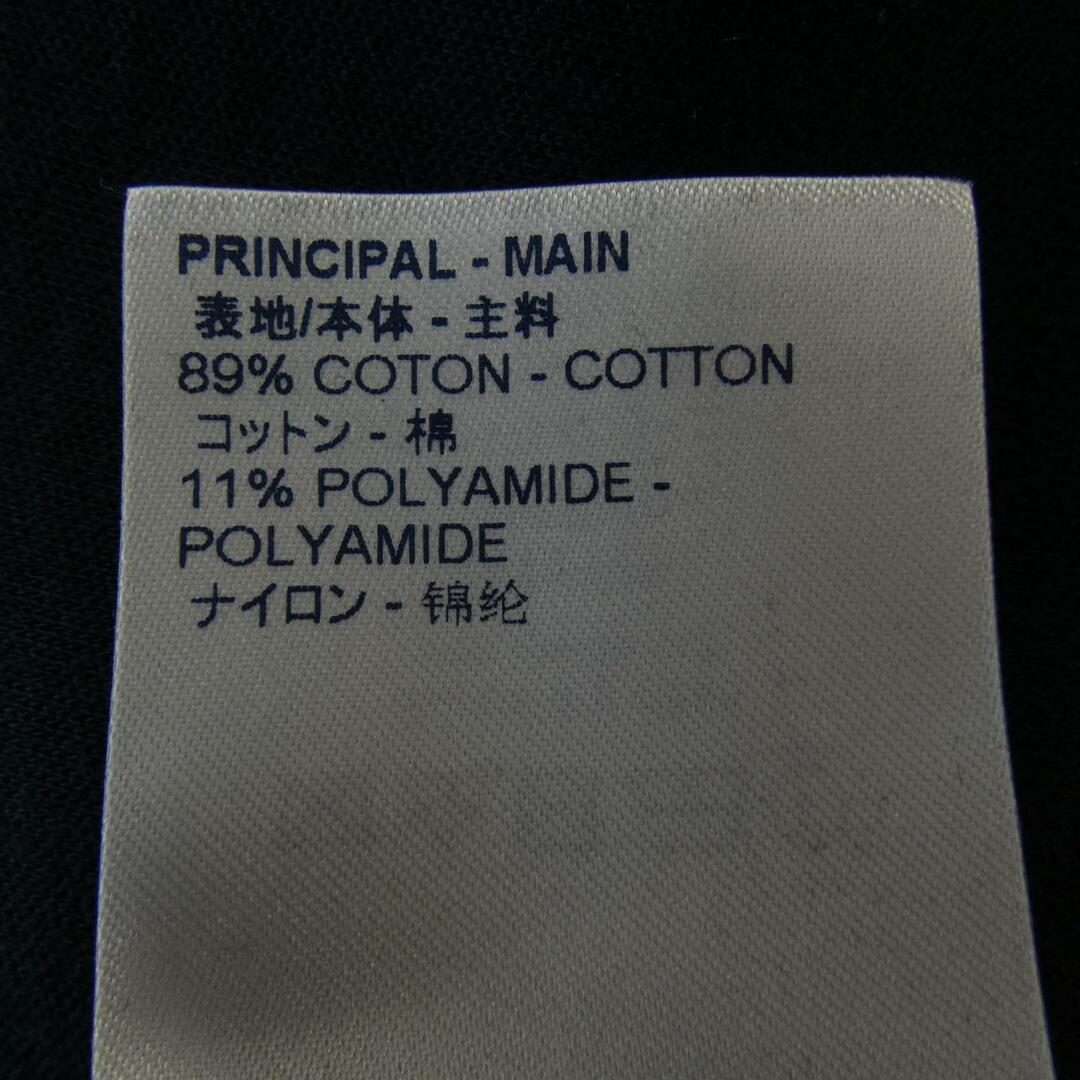 PRINCIPAL - MAIN
表地/本体 - 主料
89% COTON - COTTON
コットン - 棉
11% POLYAMIDE -
POLYAMIDE
ナイロン - 锦纶